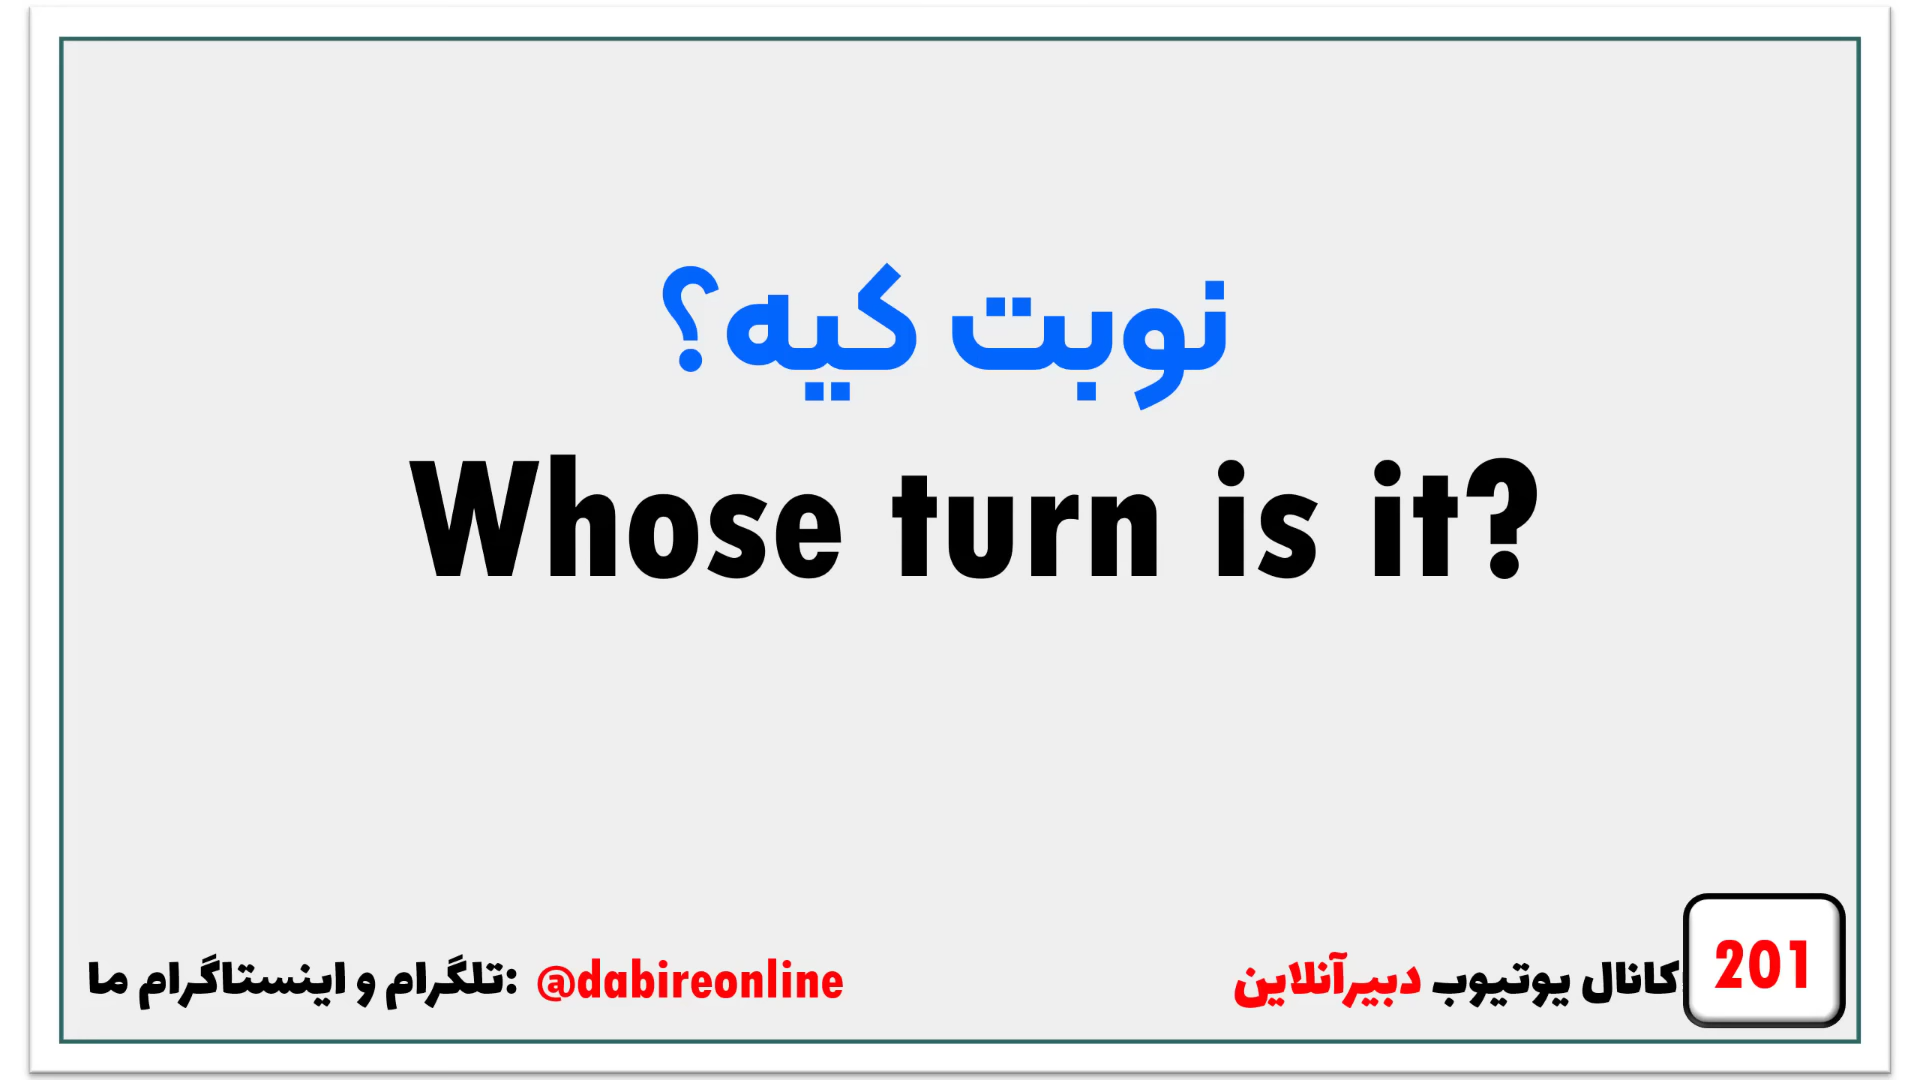 نوبت کیه؟
Whose turn is it?
تلگرام و اینستاگرام ما: @dabireonline
کانال یوتیوب دبیرآنلاین
201